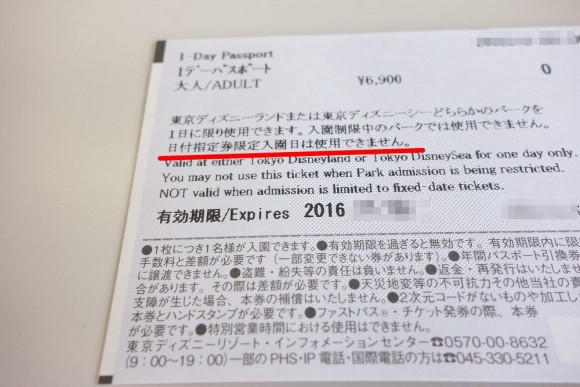 1-Day Passport
1デーパスポート
大人/ADULT ¥6,900 0
東京ディズニーランドまたは東京ディズニーシーどちらかのパークを
1日に限り使用できます。入園制限中のパークでは使用できません。
日付指定券限定入園日は使用できません。
Valid at either Tokyo Disneyland or Tokyo DisneySea for one day only.
You may not use this ticket when Park admission is being restricted.
NOT valid when admission is limited to fixed-date tickets.
有効期限/Expires 2016
●1枚につき1名様が入園できます。●有効期限を過ぎると無効です。有効期限内に限
手数料と差額が必要です(一部変更できない券があります)。●年間パスポート引換券
に譲渡できません。●盗難・紛失等の責任は負いません。●返金・再発行はいたしませ
合があります。その際は差額が必要です。●天災地変等の不可抗力その他当社の責
支障が生じた場合、本券の補償はいたしません。●2次元コードがないものや加工し
本券とハンドスタンプが必要です。●ファストパス®・チケット発券の際、本券
が必要です。●特別営業時間における使用はできません。
東京ディズニーリゾート・インフォメーションセンター☎0570-00-8632
(9:00〜19:00)一部のPHS・IP電話・国際電話の方は☎045-330-5211